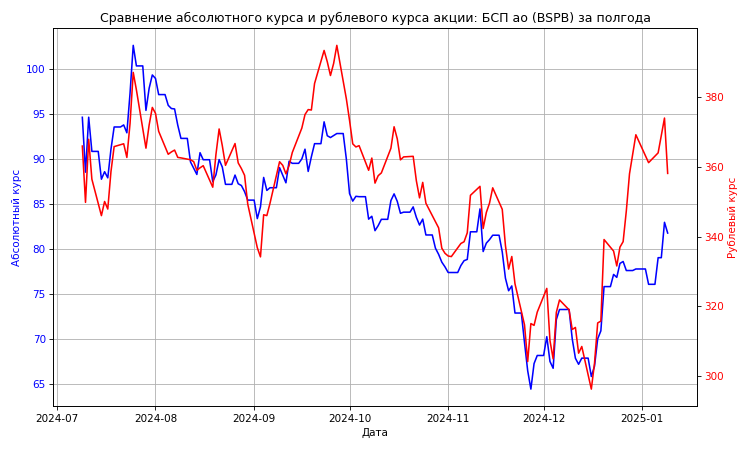 Сравнение абсолютного курса и рублевого курса акции: БСП ао (BSPB) за полгода
Абсолютный курс
100
95
90
85
80
75
70
65
380
360
340
320
300
Рублевый курс
2024-07 2024-08 2024-09 2024-10 2024-11 2024-12 2025-01
Дата